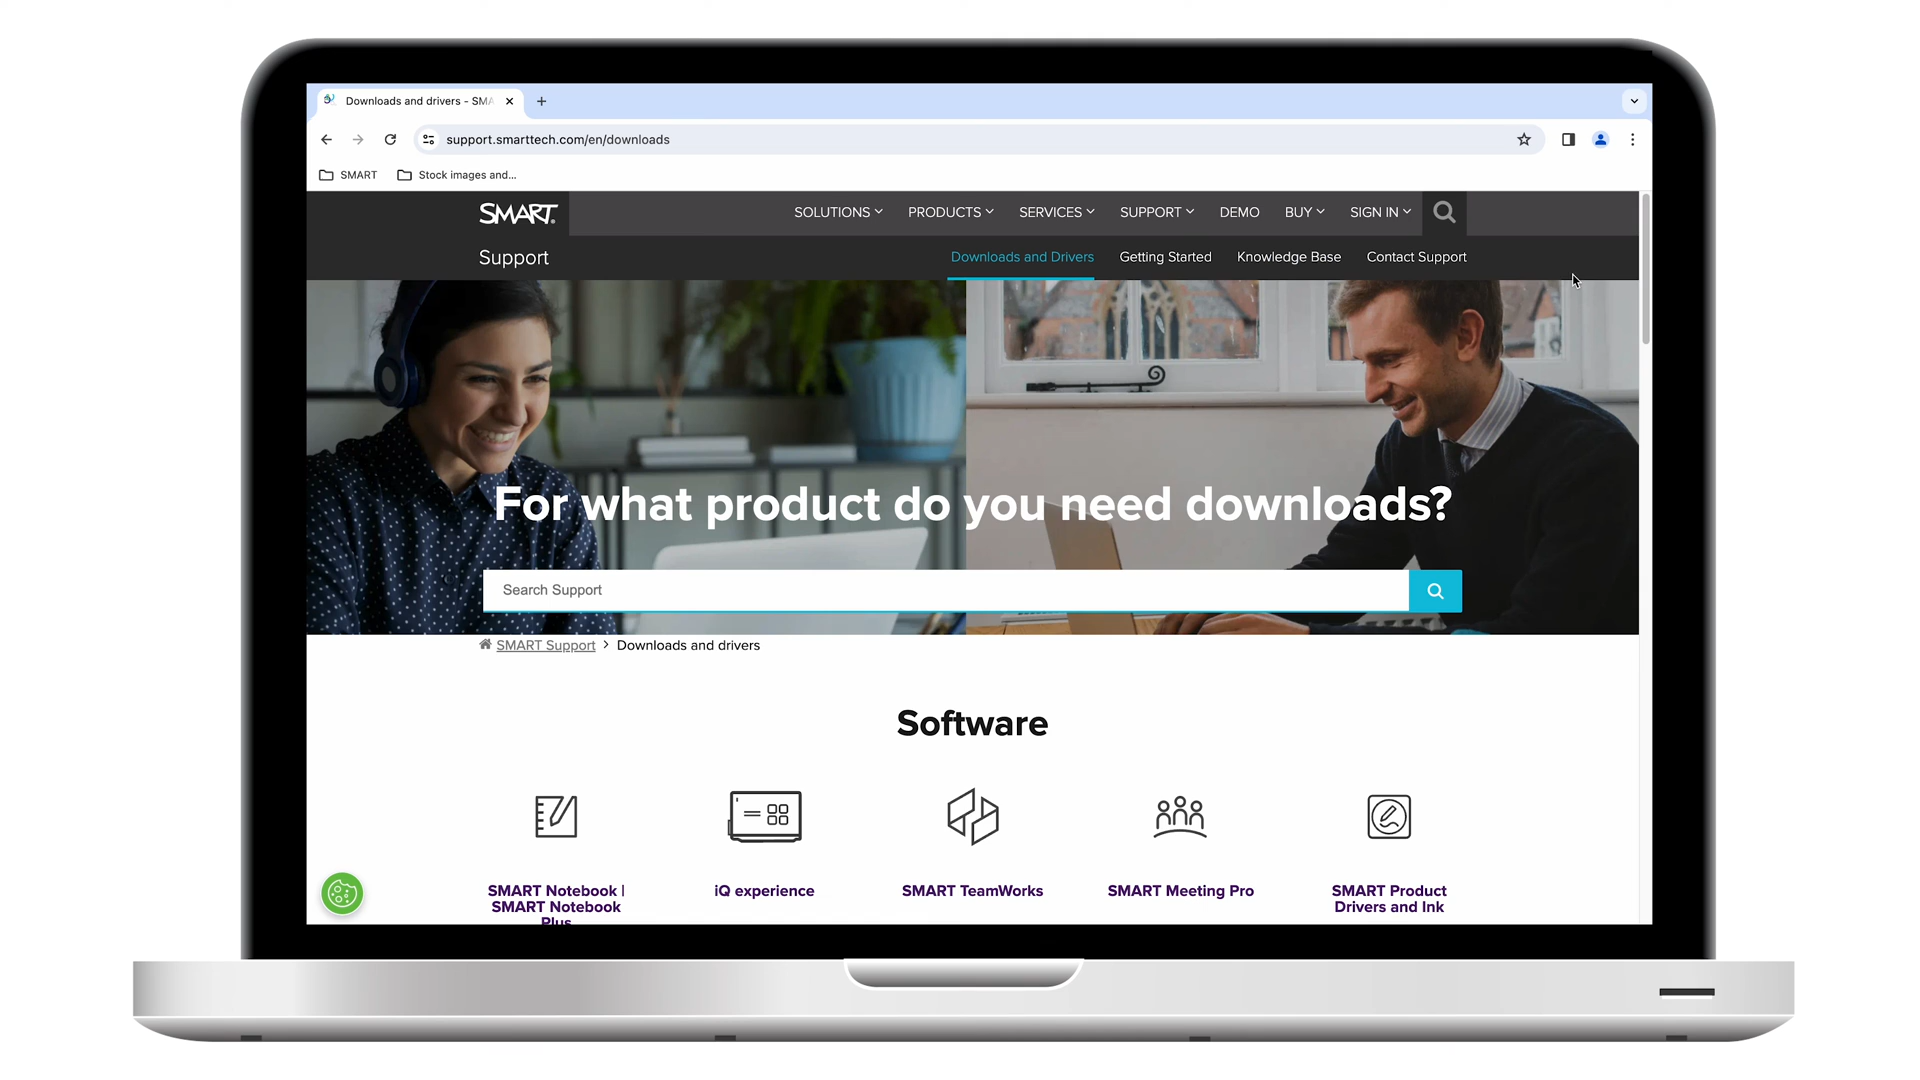 Downloads and drivers - SMA
support.smarttech.com/en/downloads
SMART
Stock images and...
SMART
SOLUTIONS PRODUCTS SERVICES SUPPORT DEMO BUY SIGN IN
Support
Downloads and Drivers Getting Started Knowledge Base Contact Support
For what product do you need downloads?
Search Support
SMART Support > Downloads and drivers
Software
SMART Notebook |
SMART Notebook
Plus
iQ experience
SMART TeamWorks
SMART Meeting Pro
SMART Product
Drivers and Ink